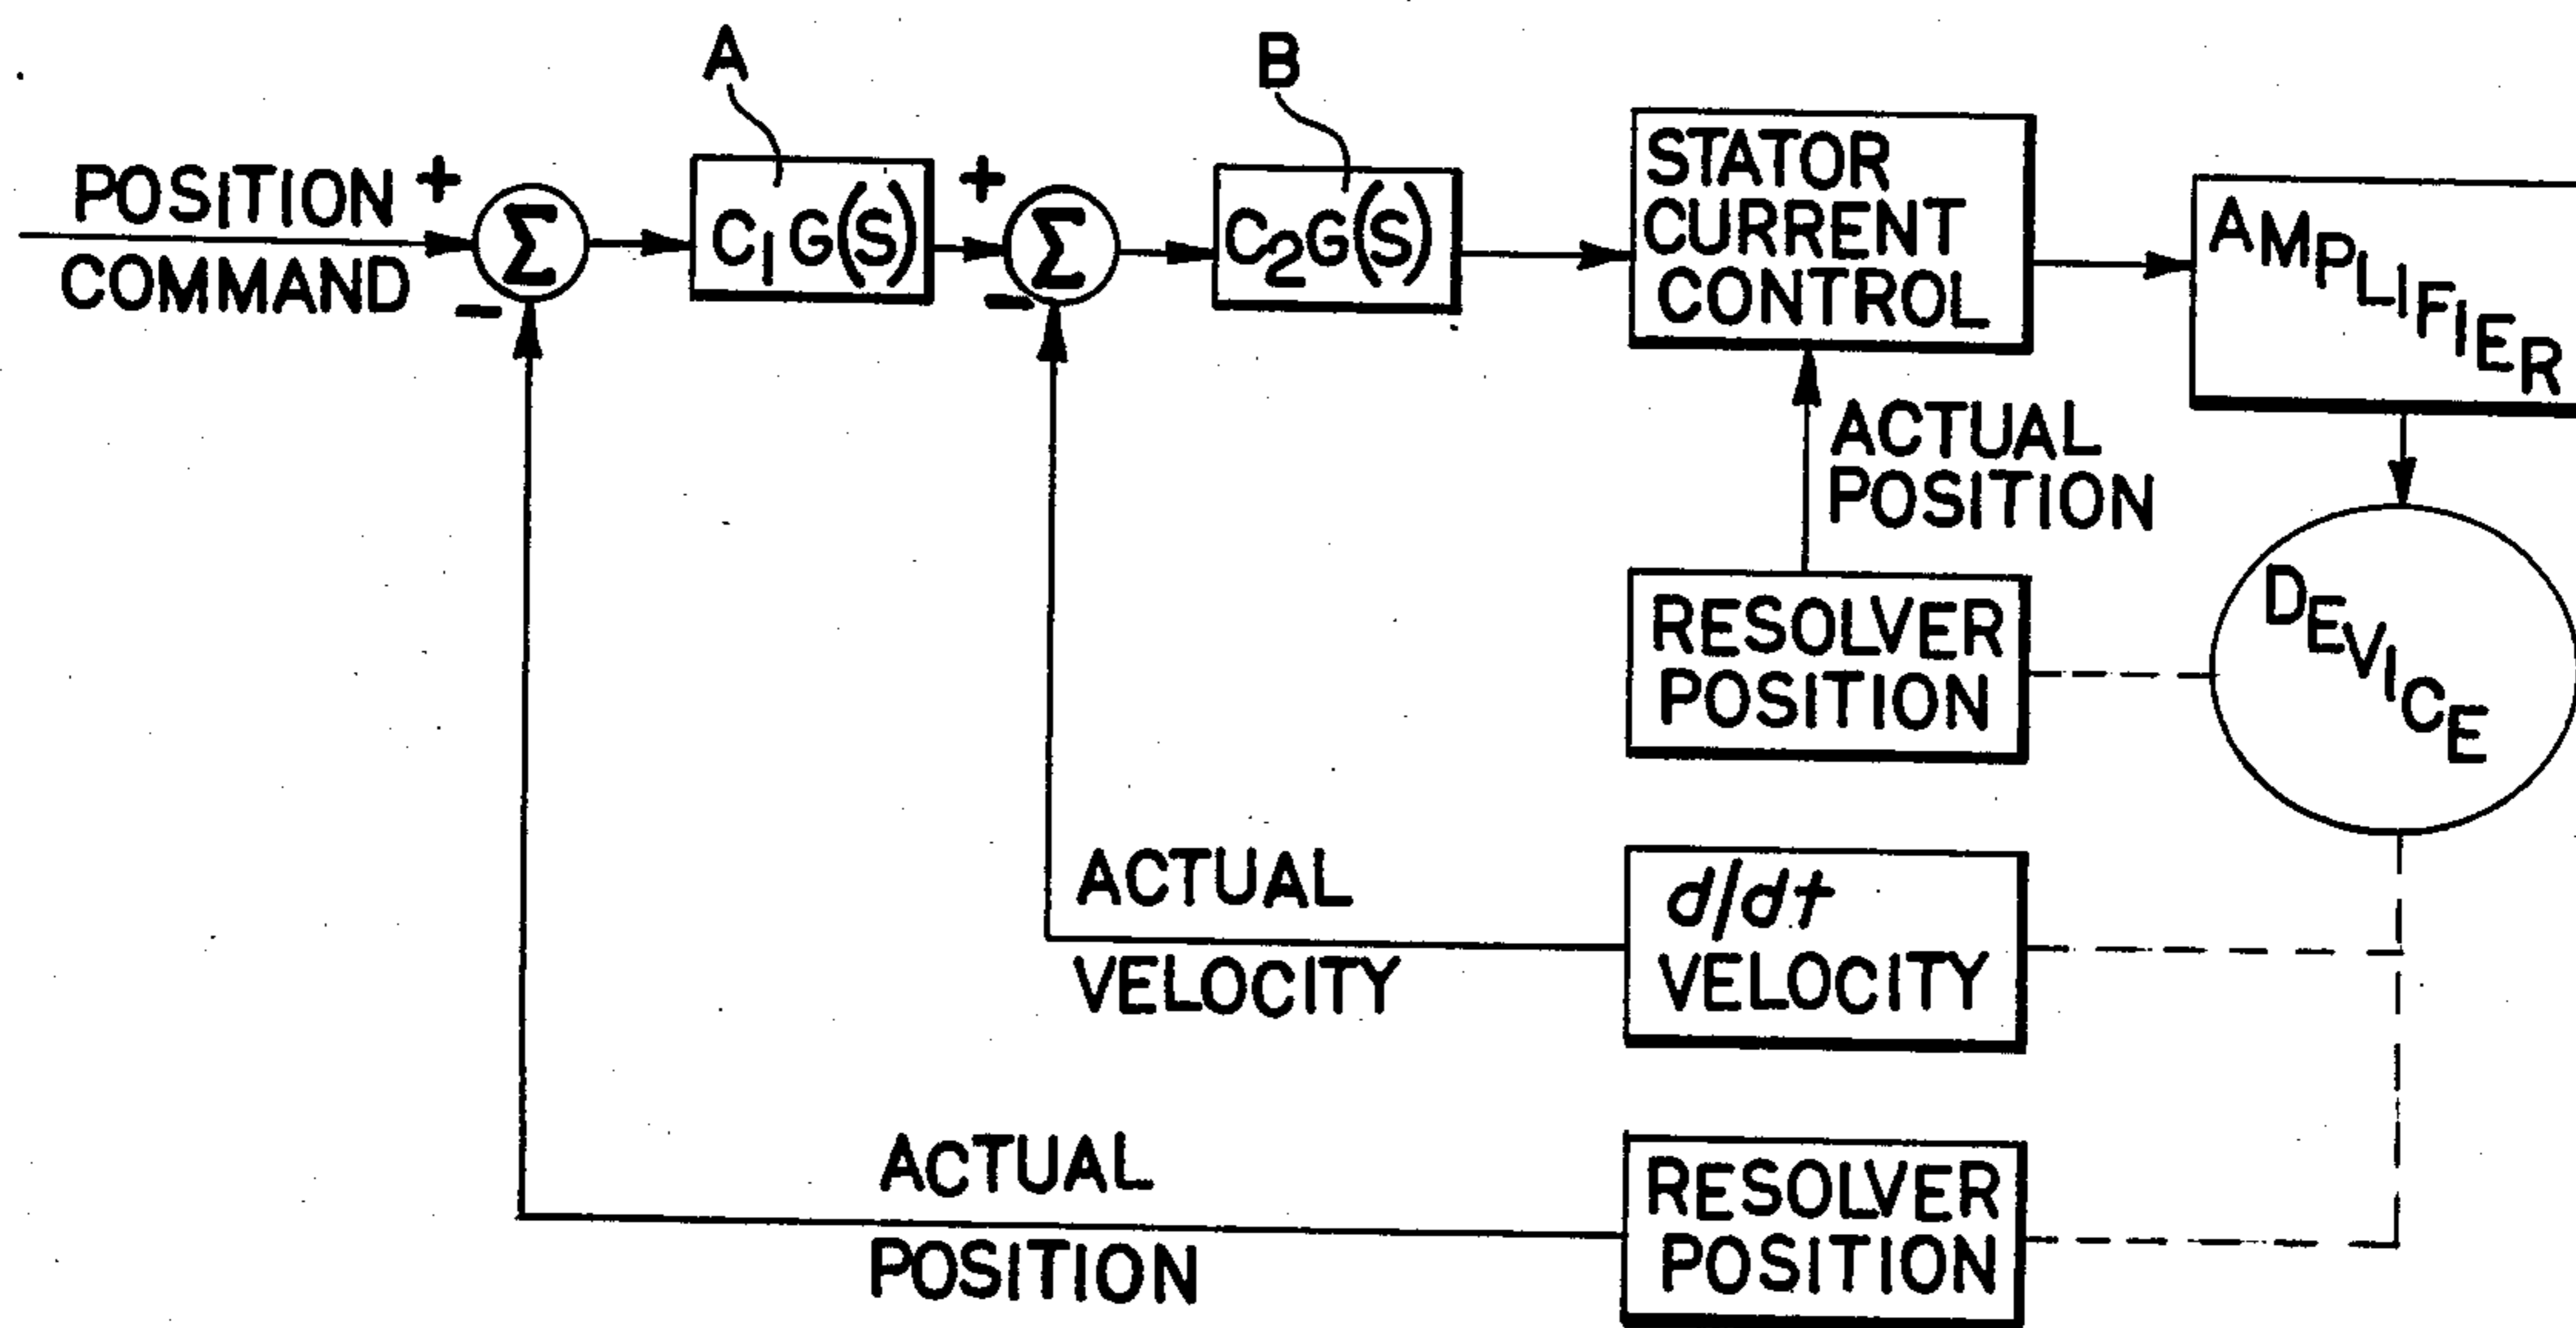 A
B
POSITION
COMMAND
+
-
Σ
C₁G(S)
+
-
Σ
C₂G(S)
STATOR
CURRENT
CONTROL
AMPLIFIER
ACTUAL
POSITION
RESOLVER
POSITION
DEVICE
ACTUAL
VELOCITY
d/dt
VELOCITY
ACTUAL
POSITION
RESOLVER
POSITION